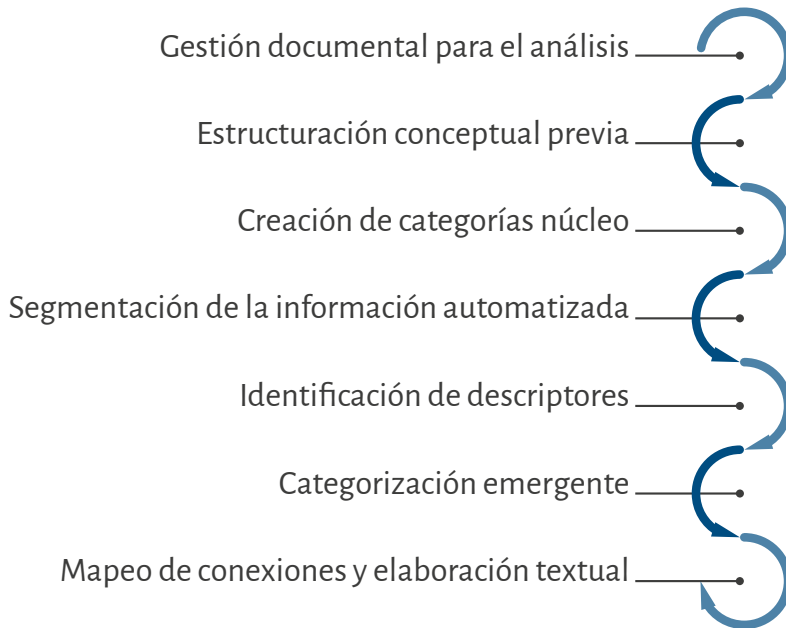 Gestión documental para el análisis
Estructuración conceptual previa
Creación de categorías núcleo
Segmentación de la información automatizada
Identificación de descriptores
Categorización emergente
Mapeo de conexiones y elaboración textual